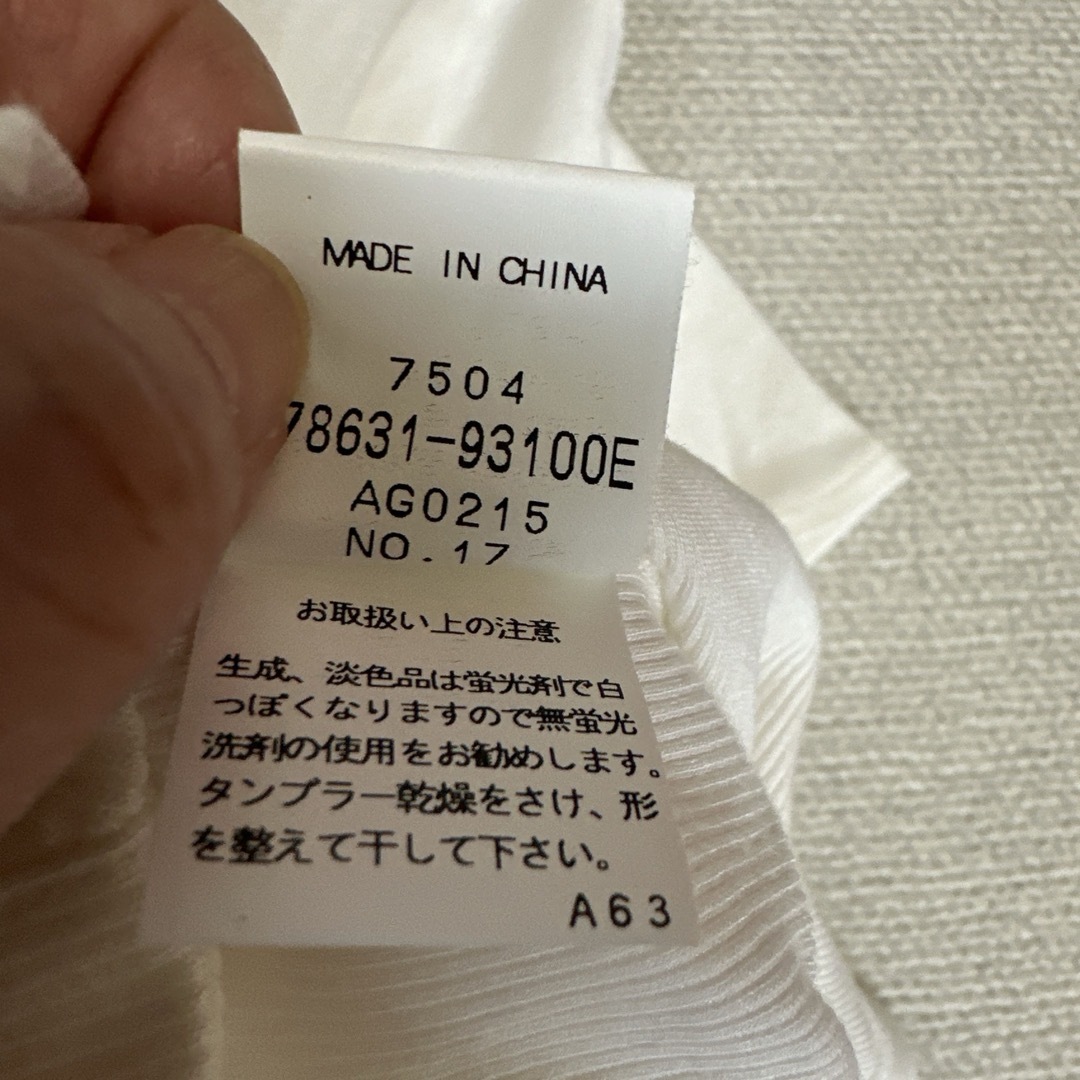 MADE IN CHINA
7504
78631-93100E
AG0215
NO.17
お取扱い上の注意
生成、淡色品は蛍光剤で白
っぽくなりますので無蛍光
洗剤の使用をお勧めします。
タンブラー乾燥をさけ、形
を整えて干して下さい。
A63